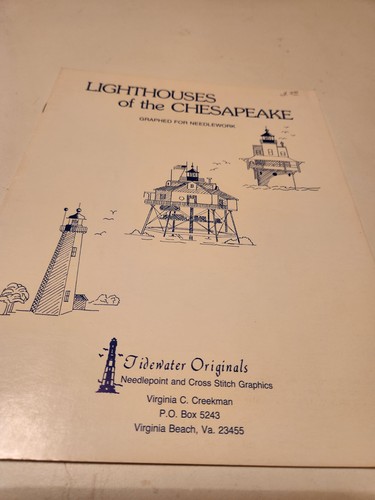 LIGHTHOUSES
of the CHESAPEAKE
GRAPHED FOR NEEDLEWORK
Tidewater Originals
Needlepoint and Cross Stitch Graphics
Virginia C. Creekman
P.O. Box 5243
Virginia Beach, Va. 23455